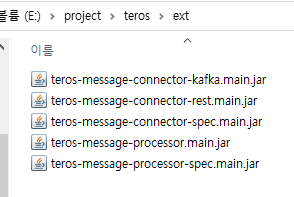 볼륨 (E:) > project > teros > ext
이름
teros-message-connector-kafka.main.jar
teros-message-connector-rest.main.jar
teros-message-connector-spec.main.jar
teros-message-processor.main.jar
teros-message-processor-spec.main.jar